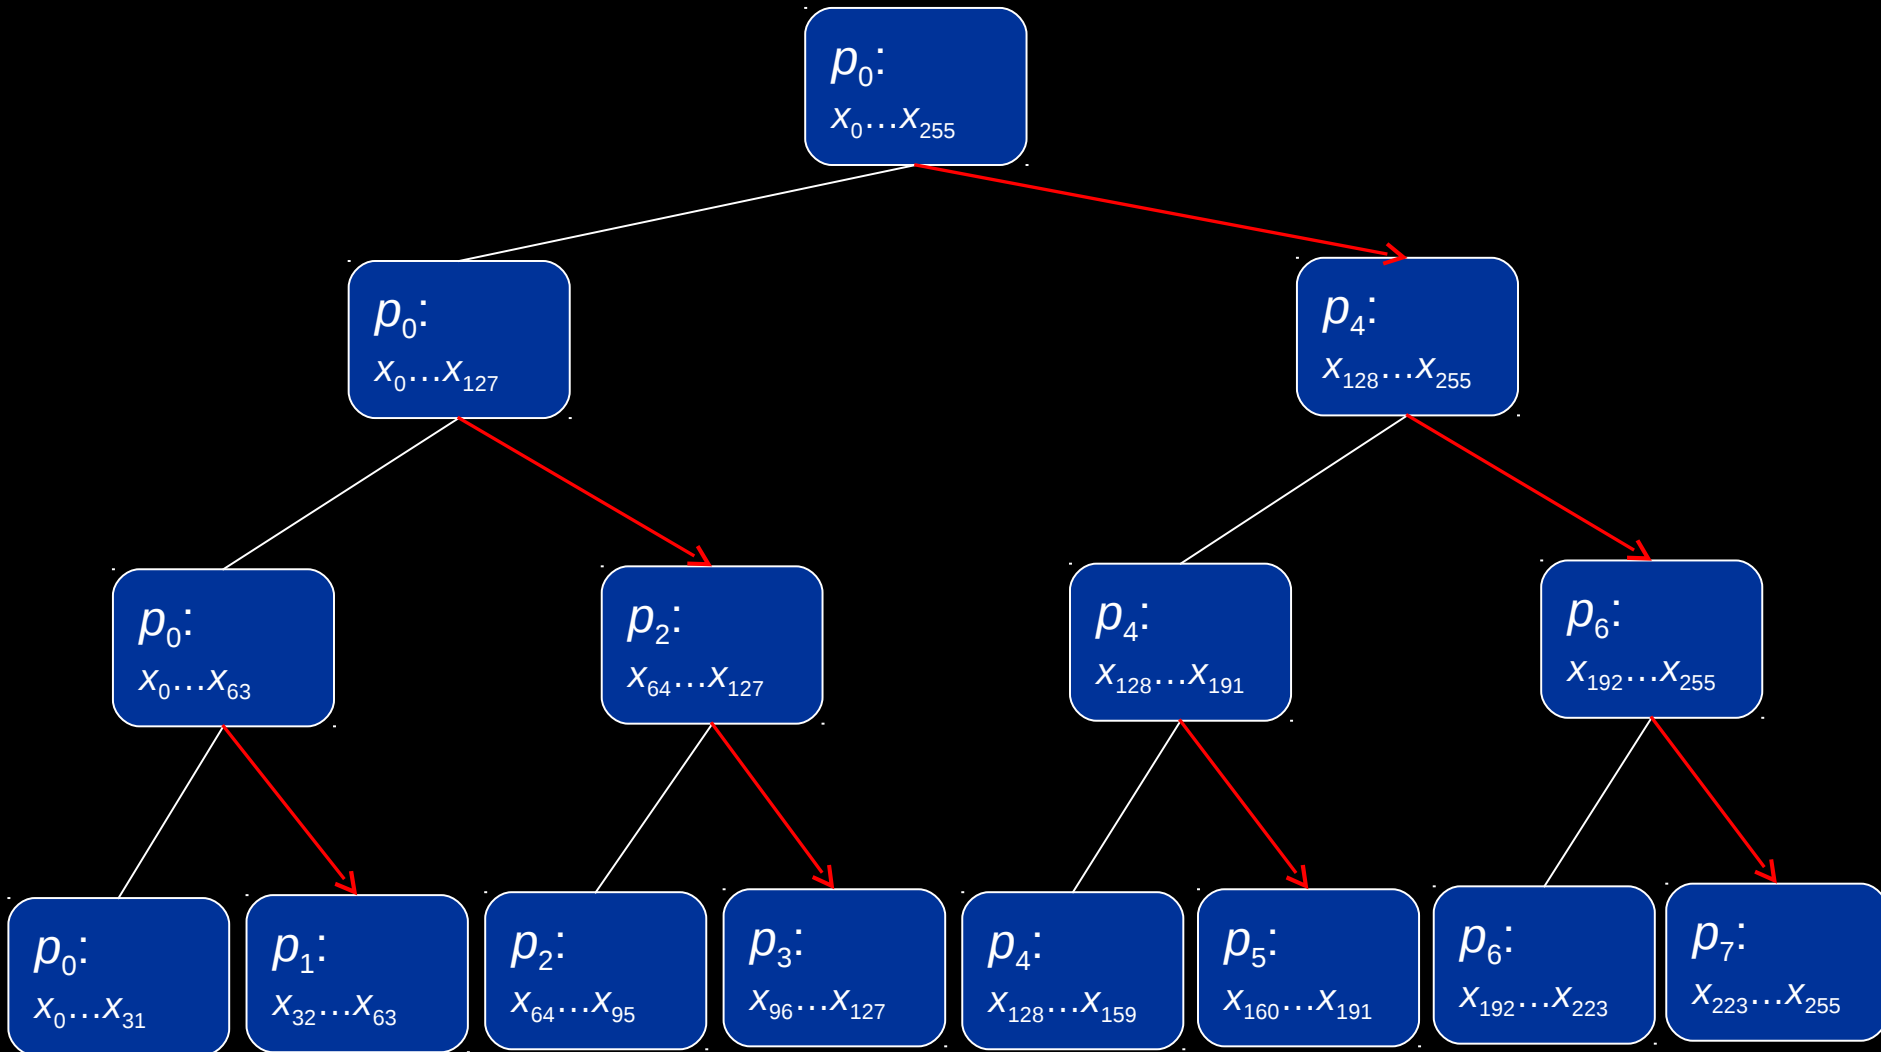 p₀:
x₀…x₂₅₅
p₀:
x₀…x₁₂₇
p₄:
x₁₂₈…x₂₅₅
p₀:
x₀…x₆₃
p₂:
x₆₄…x₁₂₇
p₄:
x₁₂₈…x₁₉₁
p₆:
x₁₉₂…x₂₅₅
p₀:
x₀…x₃₁
p₁:
x₃₂…x₆₃
p₂:
x₆₄…x₉₅
p₃:
x₉₆…x₁₂₇
p₄:
x₁₂₈…x₁₅₉
p₅:
x₁₆₀…x₁₉₁
p₆:
x₁₉₂…x₂₂₃
p₇:
x₂₂₃…x₂₅₅